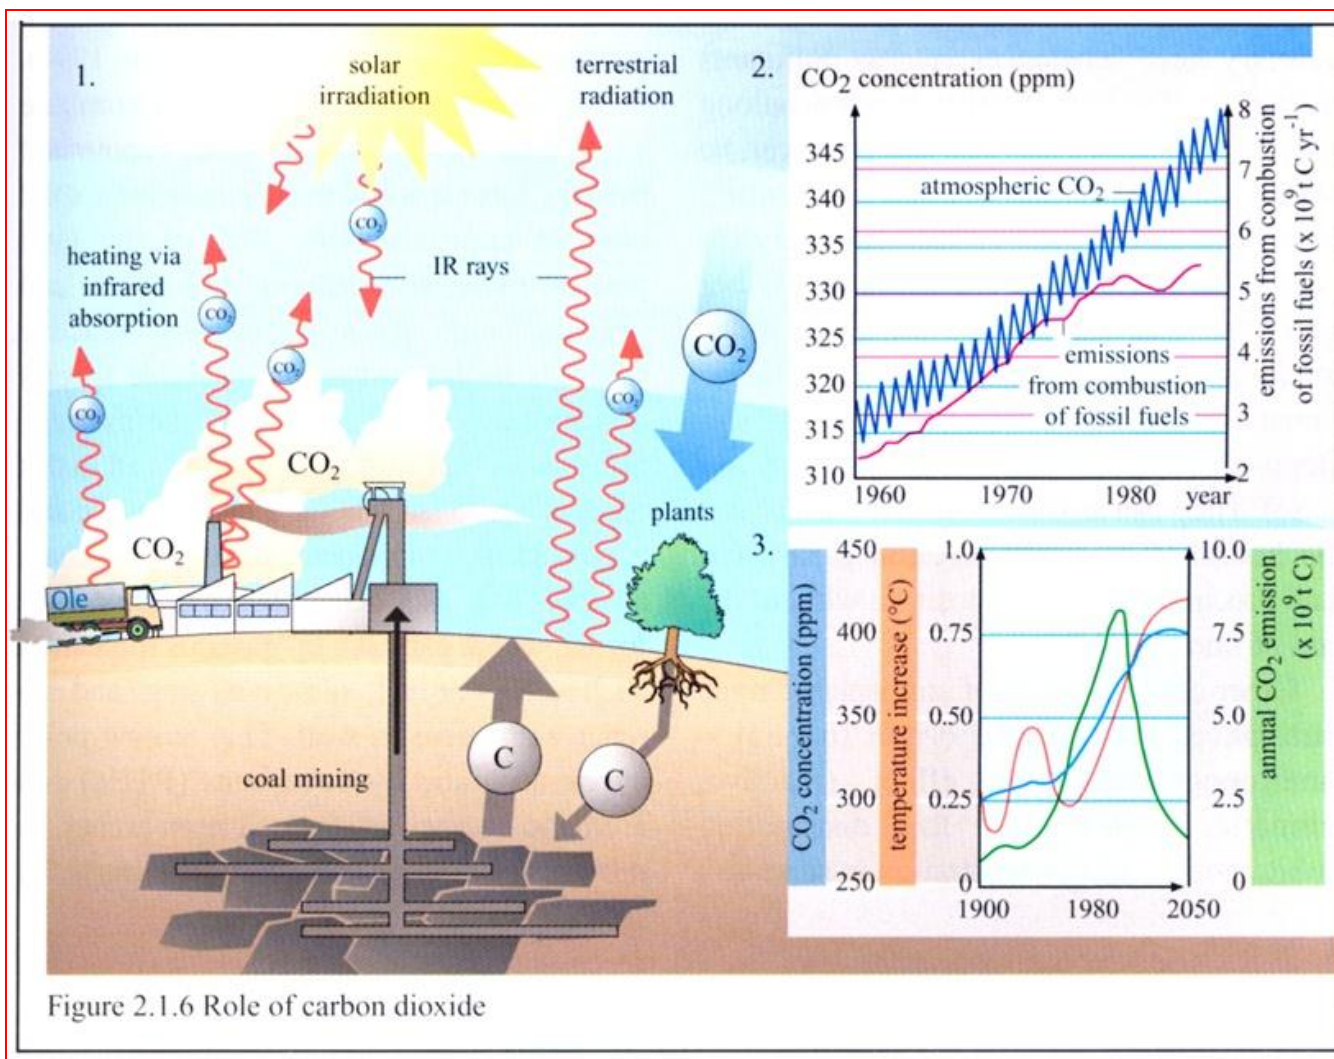 1.
solar
irradiation
terrestrial
radiation
heating via
infrared
absorption
CO₂
CO₂
IR rays
CO₂
CO₂
CO₂
CO₂
CO₂
CO₂
CO₂
Ole
plants
coal mining
C
C
2.
CO₂ concentration (ppm)
345
340
335
330
325
320
315
310
atmospheric CO₂
emissions
from combustion
of fossil fuels
8
7
6
5
4
3
2
emissions from combustion
of fossil fuels (x 10⁹ t C yr⁻¹)
1960 1970 1980 year
3.
CO₂ concentration (ppm)
450
400
350
300
250
temperature increase (°C)
1.0
0.75
0.50
0.25
0
10.0
7.5
5.0
2.5
0
annual CO₂ emission
(x 10⁹ t C)
1900 1980 2050
Figure 2.1.6 Role of carbon dioxide